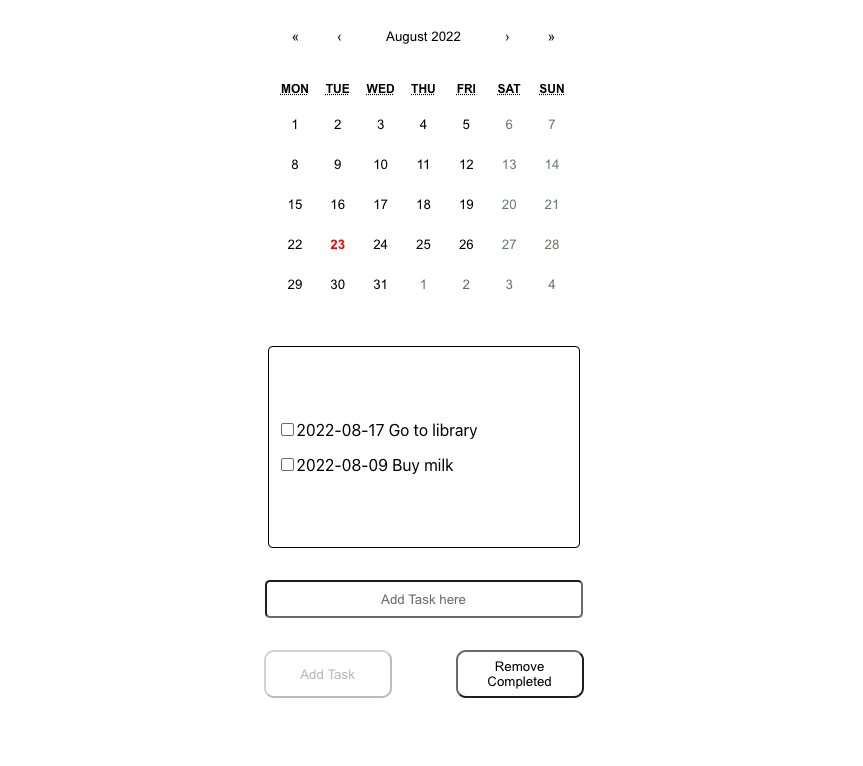 « ‹ August 2022 › »
MON TUE WED THU FRI SAT SUN
1 2 3 4 5 6 7
8 9 10 11 12 13 14
15 16 17 18 19 20 21
22 23 24 25 26 27 28
29 30 31 1 2 3 4
2022-08-17 Go to library
2022-08-09 Buy milk
Add Task here
Add Task
Remove
Completed